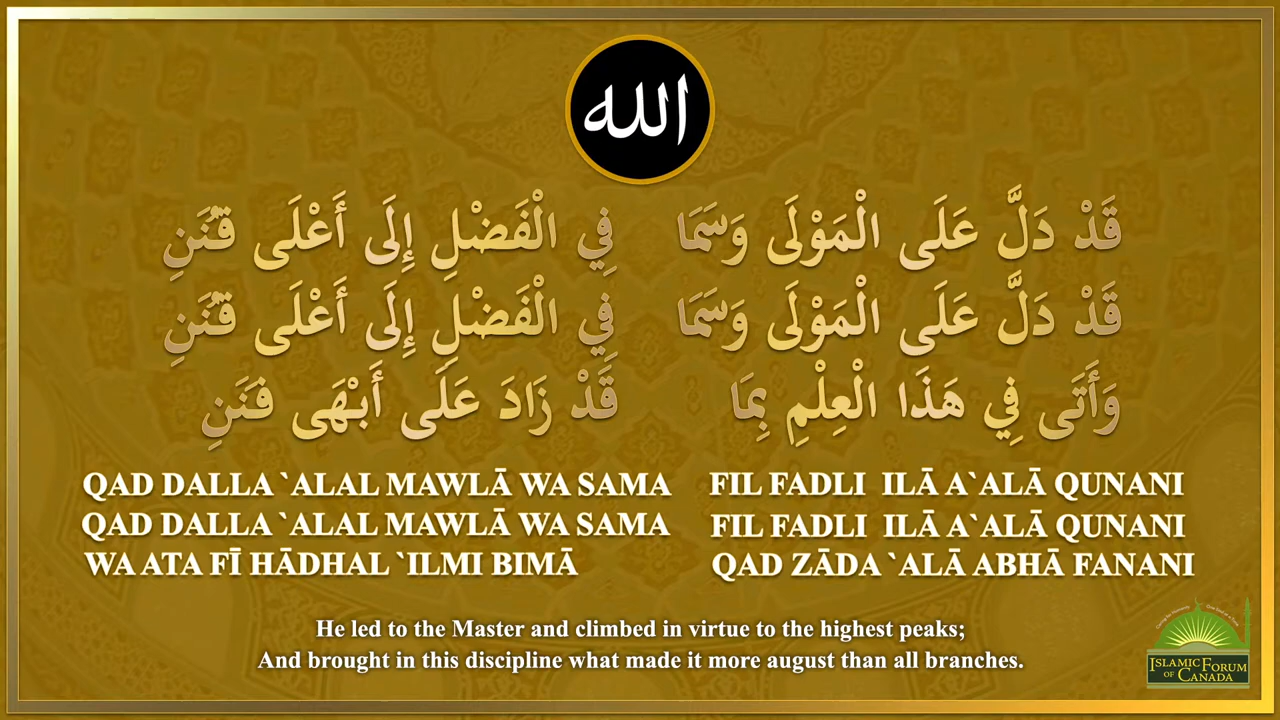 الله
قَدْ دَلَّ عَلَى الْمَوْلَى وَسَمَا فِي الْفَضْلِ إِلَى أَعْلَى قُنَنِ
قَدْ دَلَّ عَلَى الْمَوْلَى وَسَمَا فِي الْفَضْلِ إِلَى أَعْلَى قُنَنِ
وَأَتَى فِي هَذَا الْعِلْمِ بِمَا قَدْ زَادَ عَلَى أَبْهَى فَنَنِ
QAD DALLA `ALAL MAWLĀ WA SAMA FIL FADLI ILĀ A`ALĀ QUNANI
QAD DALLA `ALAL MAWLĀ WA SAMA FIL FADLI ILĀ A`ALĀ QUNANI
WA ATA FĪ HĀDHAL `ILMI BIMĀ QAD ZĀDA `ALĀ ABHĀ FANANI
He led to the Master and climbed in virtue to the highest peaks;
And brought in this discipline what made it more august than all branches.
ISLAMIC FORUM
OF CANADA